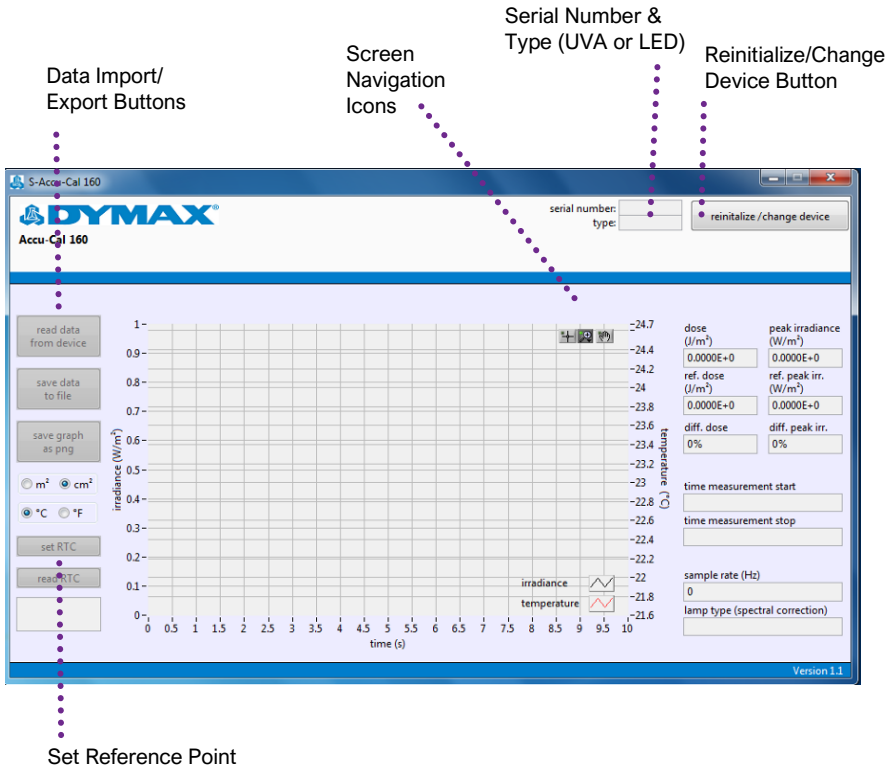 Serial Number &
Type (UVA or LED)
Screen
Navigation
Icons
Reinitialize/Change
Device Button
Data Import/
Export Buttons
S-Accu-Cal 160
DYMAX®
Accu-Cal 160
serial number:
type:
reinitalize /change device
read data
from device
save data
to file
save graph
as png
m² cm²
°C °F
set RTC
read RTC
irradiance (W/m²)
1
0.9
0.8
0.7
0.6
0.5
0.4
0.3
0.2
0.1
0
0 0.5 1 1.5 2 2.5 3 3.5 4 4.5 5 5.5 6 6.5 7 7.5 8 8.5 9 9.5 10
time (s)
irradiance
temperature
24.7
24.4
24.2
24
23.8
23.6
23.4
23.2
23
22.8
22.6
22.4
22.2
22
21.8
21.6
temperature (°C)
dose
(J/m²)
peak irradiance
(W/m²)
0.0000E+0
0.0000E+0
ref. dose
(J/m²)
ref. peak irr.
(W/m²)
0.0000E+0
0.0000E+0
diff. dose
diff. peak irr.
0%
0%
time measurement start
time measurement stop
sample rate (Hz)
0
lamp type (spectral correction)
Version 1.1
Set Reference Point